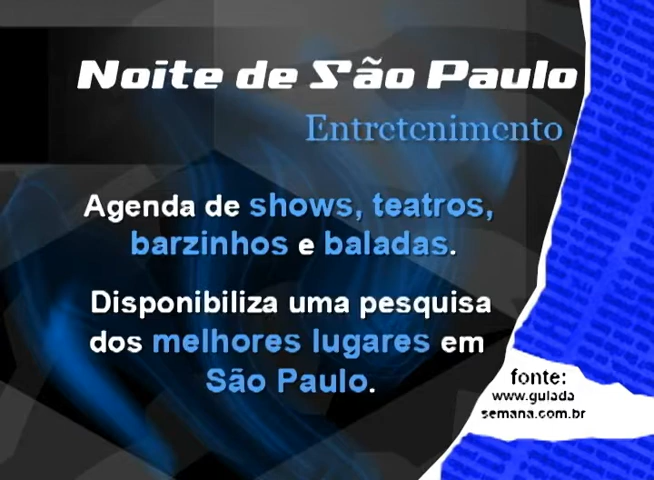 Noite de São Paulo
Entretenimento
Agenda de shows, teatros,
barzinhos e baladas.
Disponibiliza uma pesquisa
dos melhores lugares em
São Paulo.
fonte:
www.guiada
semana.com.br